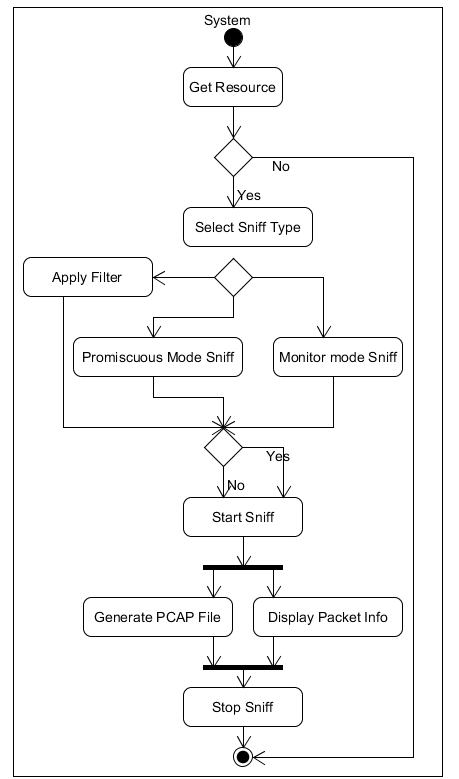 System
Get Resource
No
Yes
Select Sniff Type
Apply Filter
Promiscuous Mode Sniff
Monitor mode Sniff
Yes
No
Start Sniff
Generate PCAP File
Display Packet Info
Stop Sniff